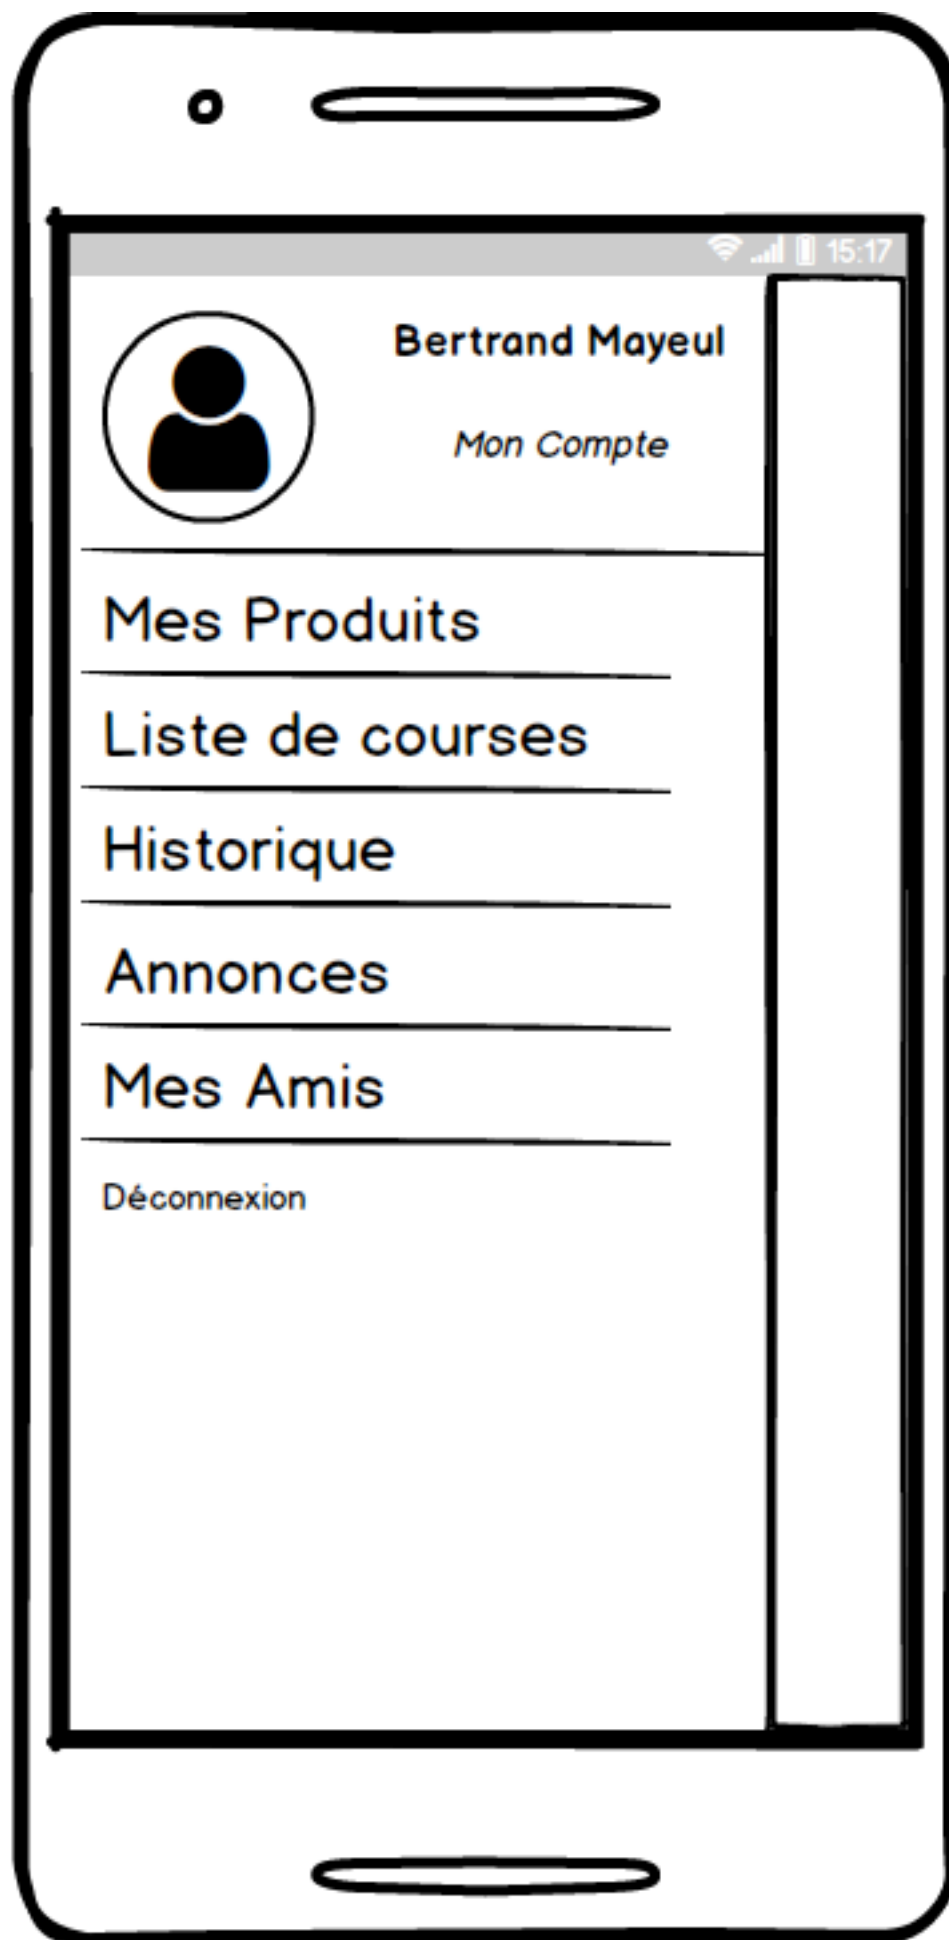 15:17
Bertrand Mayeul
Mon Compte
Mes Produits
Liste de courses
Historique
Annonces
Mes Amis
Déconnexion